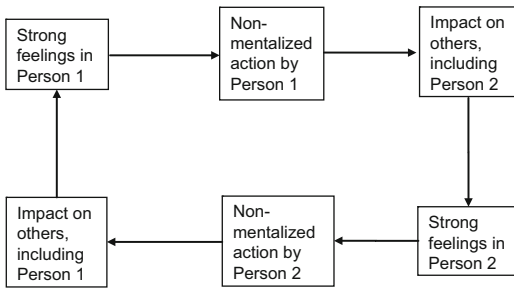 Strong
feelings in
Person 1
Non-
mentalized
action by
Person 1
Impact on
others,
including
Person 2
Strong
feelings in
Person 2
Non-
mentalized
action by
Person 2
Impact on
others,
including
Person 1